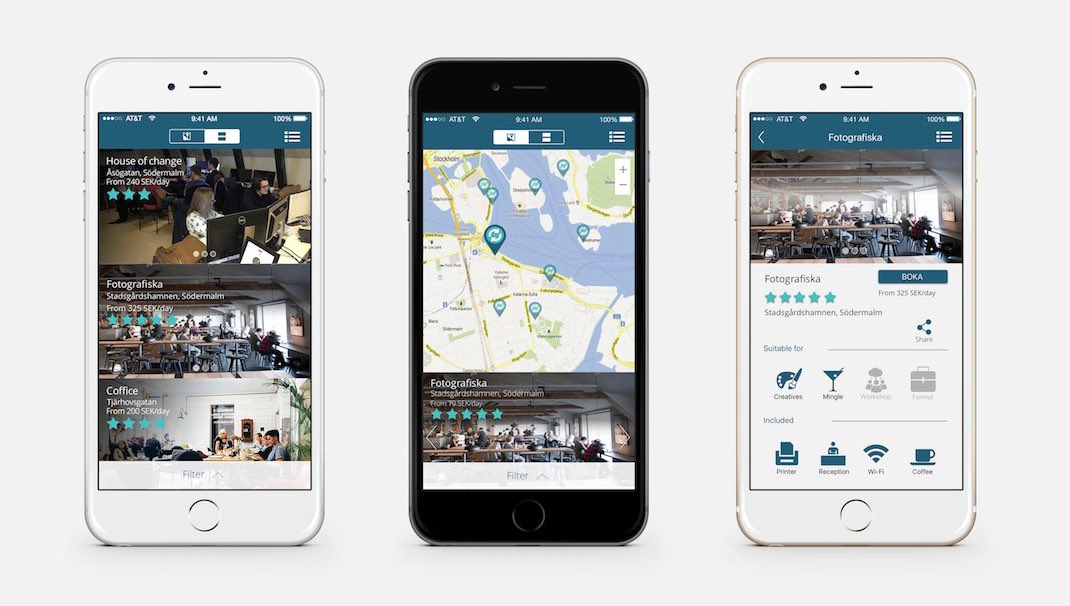 AT&T 9:41 AM 100%
House of change
Åsögatan, Södermalm
From 240 SEK/day
Fotografiska
Stadsgårdshamnen, Södermalm
From 325 SEK/day
Coffice
Tjärhovsgatan
From 200 SEK/day
Filter
AT&T 9:41 AM 100%
Stockholm
Södermalm
Fotografiska
Stadsgårdshamnen, Södermalm
From 70 SEK/day
Filter
AT&T 9:41 AM 100%
Fotografiska
Fotografiska
BOKA
From 325 SEK/day
Stadsgårdshamnen, Södermalm
Share
Suitable for
Creatives Mingle Workshop Formal
Included
Printer Reception Wi-Fi Coffee